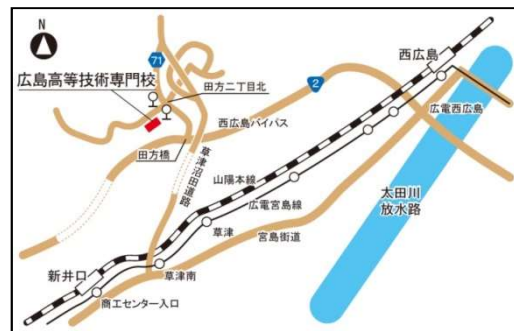 N
71
西広島
広島高等技術専門校
田方二丁目北
2
広電西広島
西広島バイパス
田方橋
草津沼田道路
山陽本線
太田川
放水路
広電宮島線
草津
宮島街道
新井口
草津南
商工センター入口